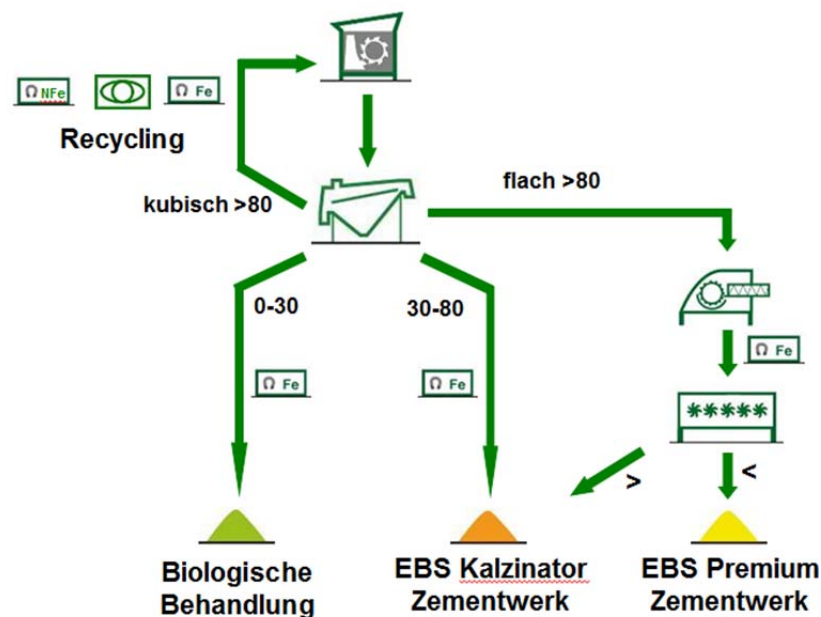 Ω NFe
Ω Fe
Recycling
kubisch >80
flach >80
0-30
30-80
Ω Fe
Ω Fe
Ω Fe
>
<
Biologische
Behandlung
EBS Kalzinator
Zementwerk
EBS Premium
Zementwerk